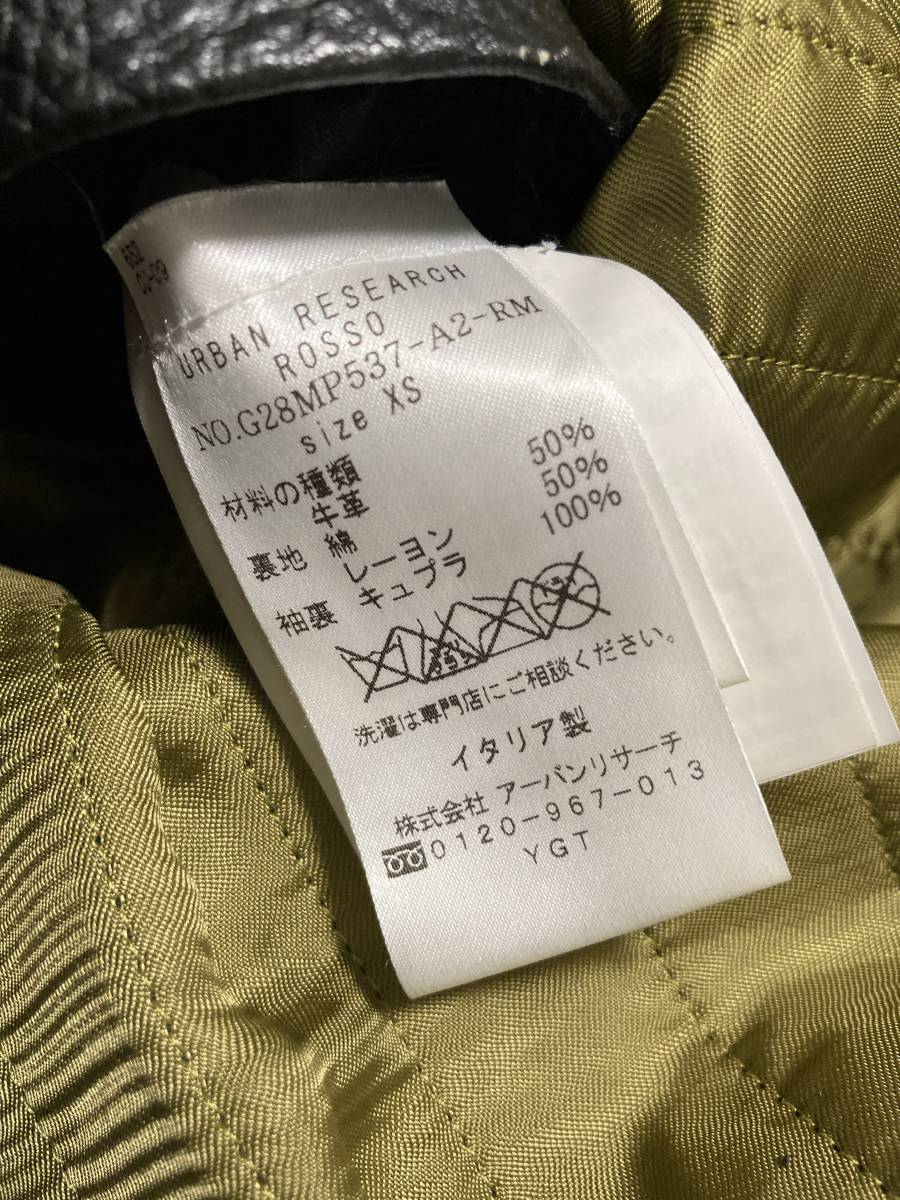 URBAN RESEARCH
ROSSO
NO.G28MP537-A2-RM
size XS
材料の種類
牛革
裏地 綿 50%
レーヨン 50%
袖裏 キュプラ 100%
洗濯は専門店にご相談ください。
イタリア製
株式会社 アーバンリサーチ
0120-967-013
YGT